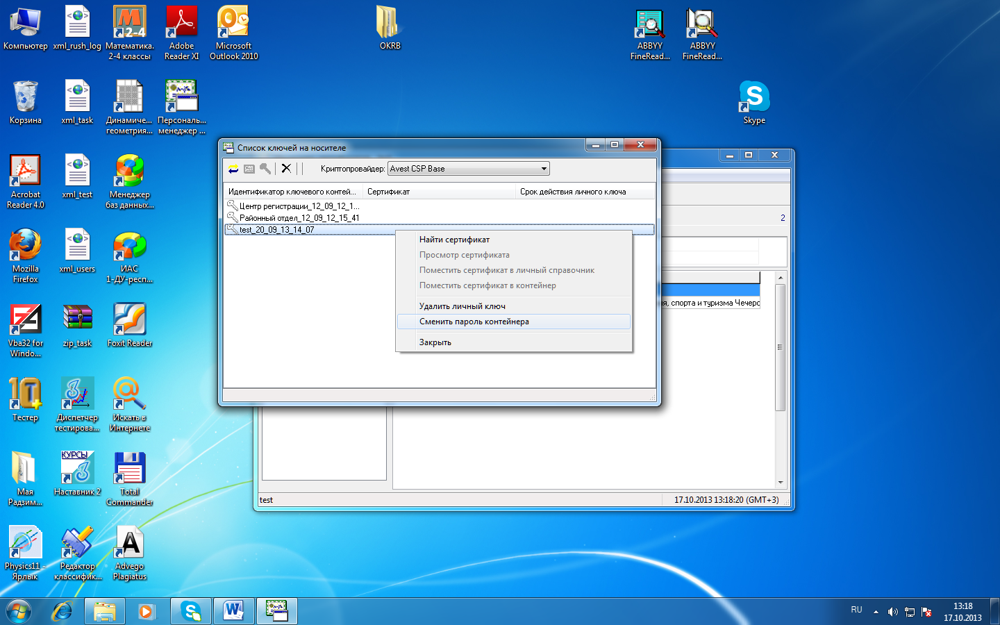 Компьютер
xml_rush_log
Математика.
2-4 классы
Adobe
Reader XI
Microsoft
Outlook 2010
OKRB
ABBYY
FineRead...
ABBYY
FineRead...
Корзина
xml_task
Динамиче...
геометрия...
Персональ...
менеджер ...
Skype
Acrobat
Reader 4.0
xml_test
Менеджер
баз данных...
Mozilla
Firefox
xml_users
ИАС
1-ДУ-респ...
Vba32 for
Windo...
zip_task
Foxit Reader
Тестер
Диспетчер
тестирова...
Искать в
Интернете
Мая
Радзим...
КУРСЫ
Наставник 2
Total
Commander
Physics11 -
Ярлык
Редактор
классифик...
Advego
Plagiatus
Список ключей на носителе
Криптопровайдер: Avest CSP Base
Идентификатор ключевого контей... Сертификат Срок действия личного ключа
Центр регистрации_12_09_12_1...
Районный отдел_12_09_12_15_41
test_20_09_13_14_07
Найти сертификат
Просмотр сертификата
Поместить сертификат в личный справочник
Поместить сертификат в контейнер
Удалить личный ключ
Сменить пароль контейнера
Закрыть
2
я, спорта и туризма Чечерс
test
17.10.2013 13:18:20 (GMT+3)
RU
13:18
17.10.2013